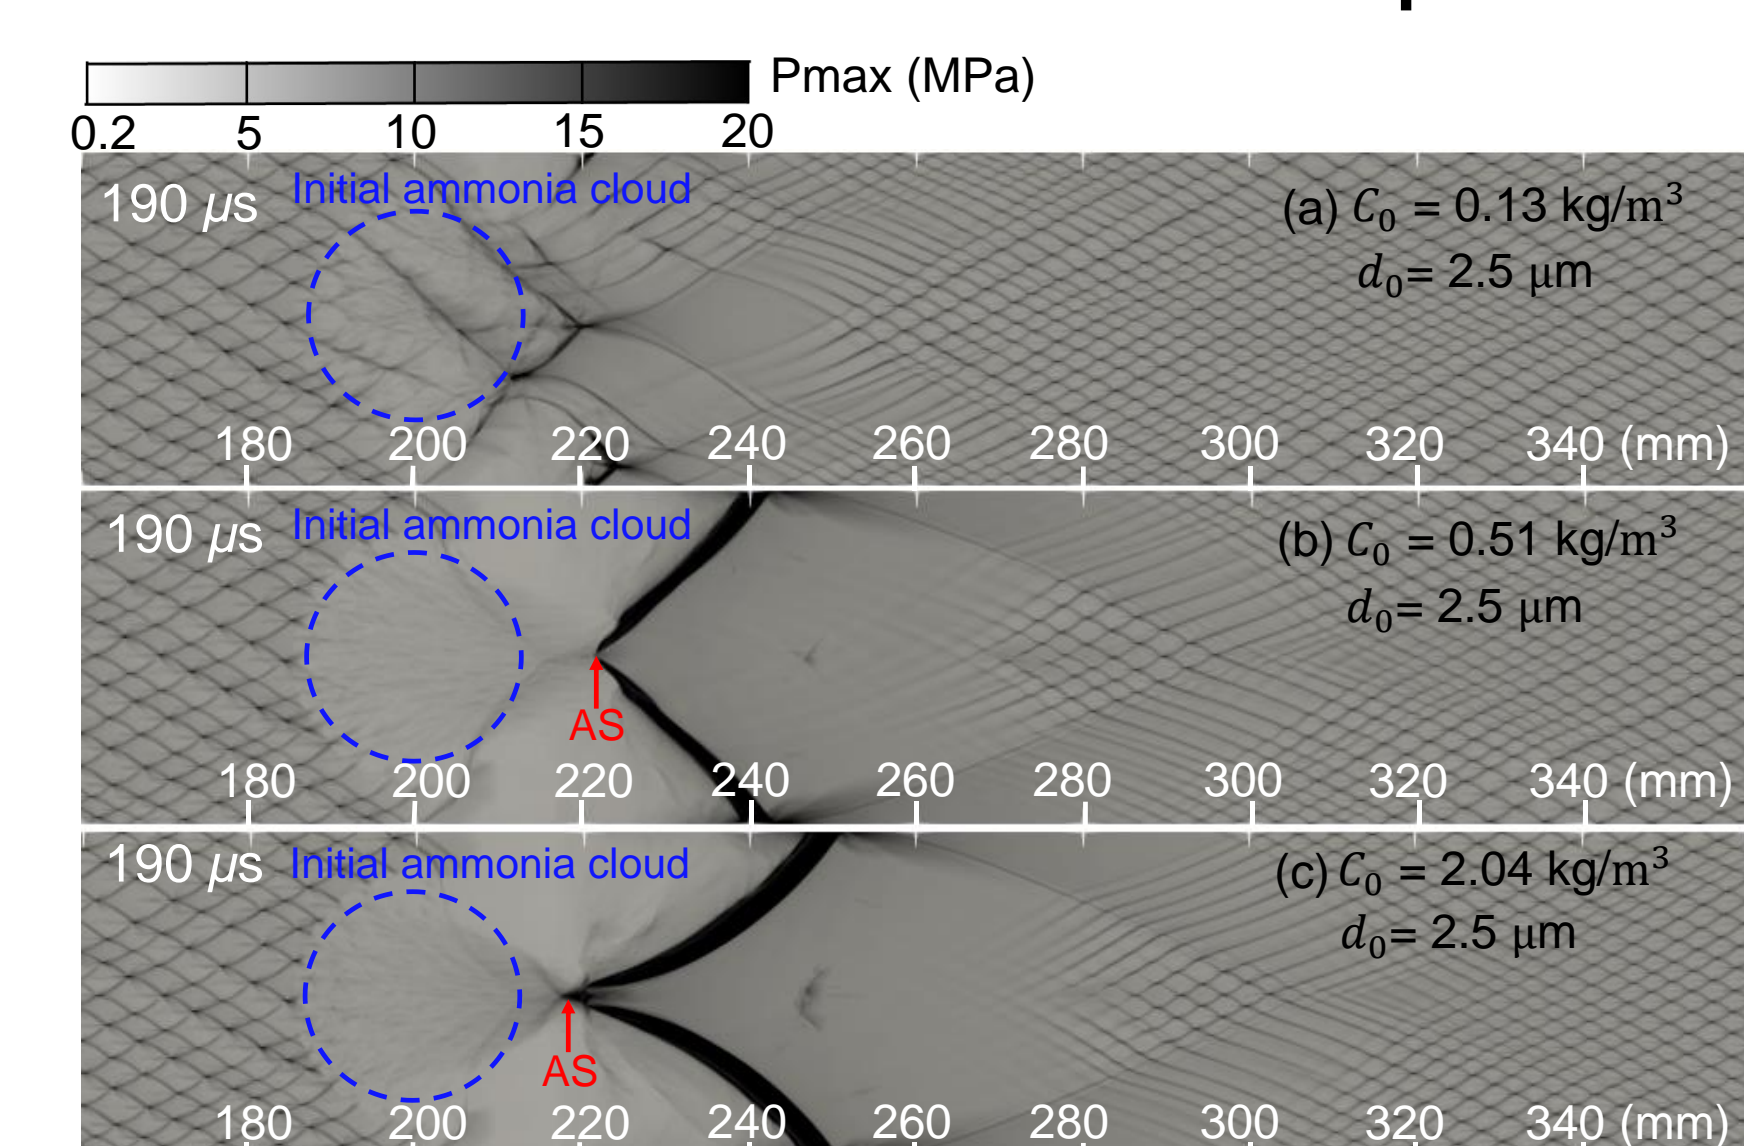 Pmax (MPa)
0.2 5 10 15 20
190 μs Initial ammonia cloud (a) C₀ = 0.13 kg/m³
d₀= 2.5 μm
180 200 220 240 260 280 300 320 340 (mm)
190 μs Initial ammonia cloud (b) C₀ = 0.51 kg/m³
d₀= 2.5 μm
AS
180 200 220 240 260 280 300 320 340 (mm)
190 μs Initial ammonia cloud (c) C₀ = 2.04 kg/m³
d₀= 2.5 μm
AS
180 200 220 240 260 280 300 320 340 (mm)